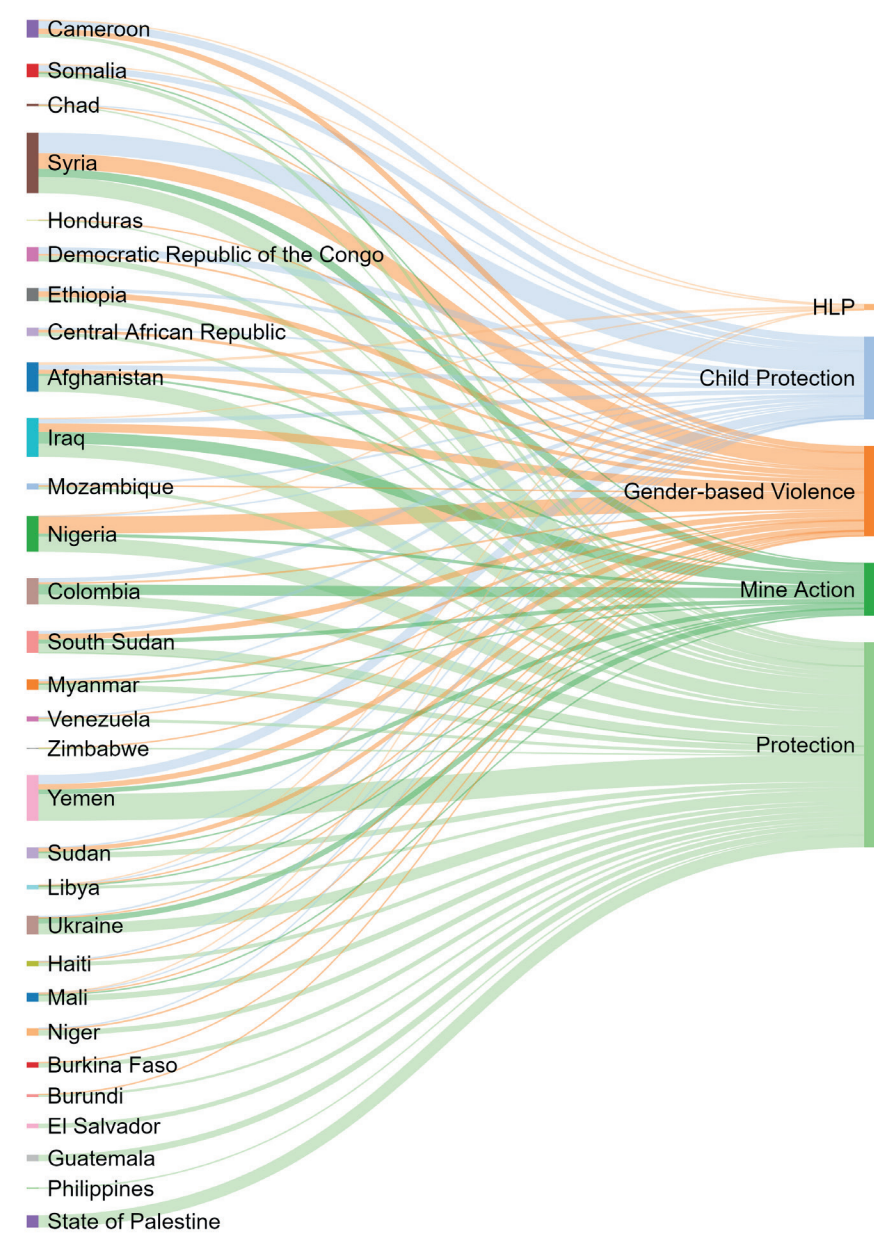 Cameroon
Somalia
Chad
Syria
Honduras
Democratic Republic of the Congo
Ethiopia
Central African Republic
Afghanistan
Iraq
Mozambique
Nigeria
Colombia
South Sudan
Myanmar
Venezuela
Zimbabwe
Yemen
Sudan
Libya
Ukraine
Haiti
Mali
Niger
Burkina Faso
Burundi
El Salvador
Guatemala
Philippines
State of Palestine
HLP
Child Protection
Gender-based Violence
Mine Action
Protection